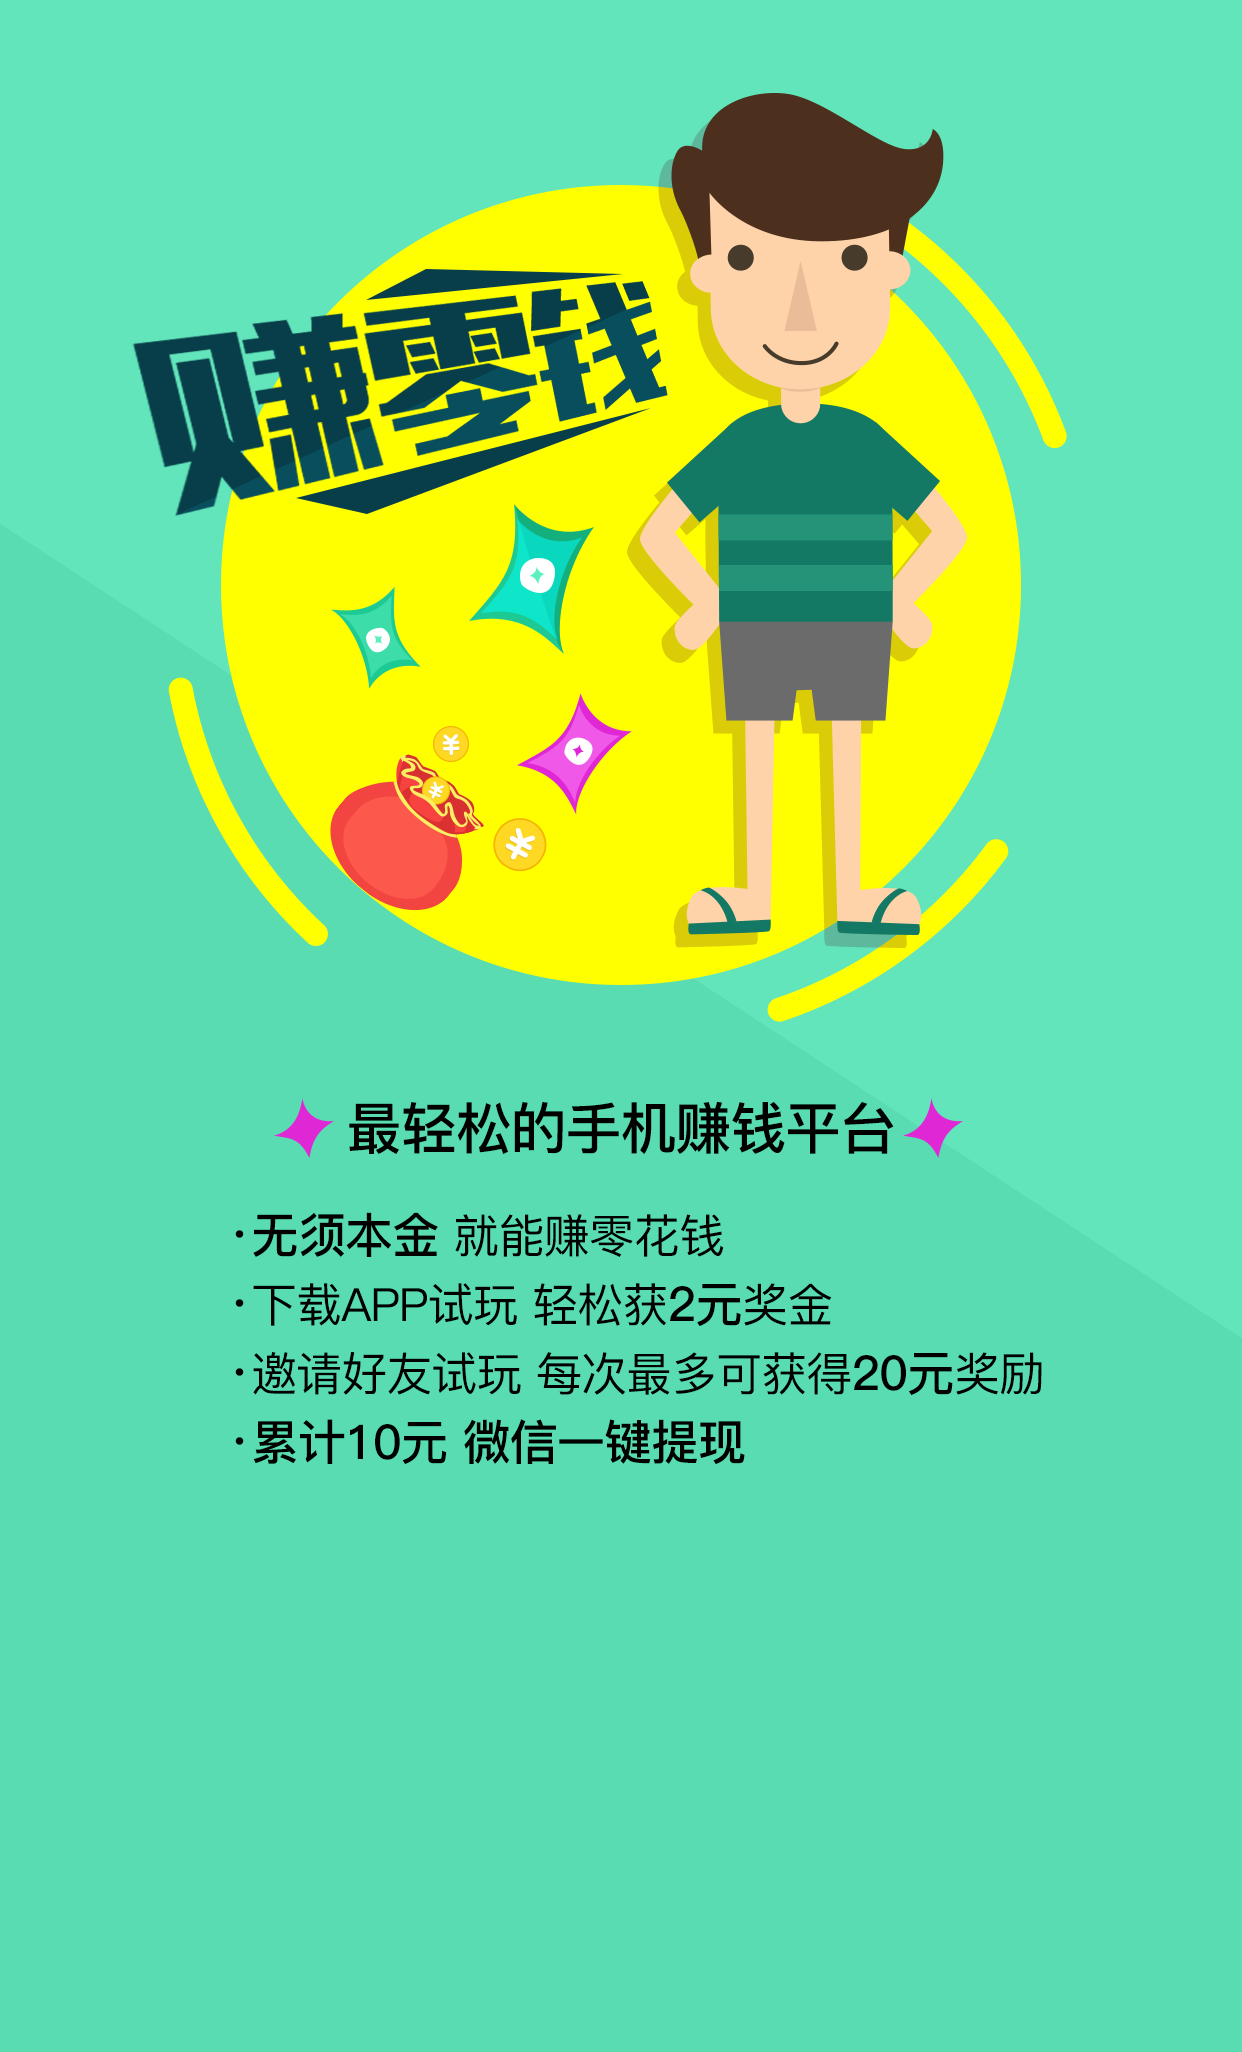 赚零钱
最轻松的手机赚钱平台
·无须本金 就能赚零花钱
·下载APP试玩 轻松获2元奖金
·邀请好友试玩 每次最多可获得20元奖励
·累计10元 微信一键提现